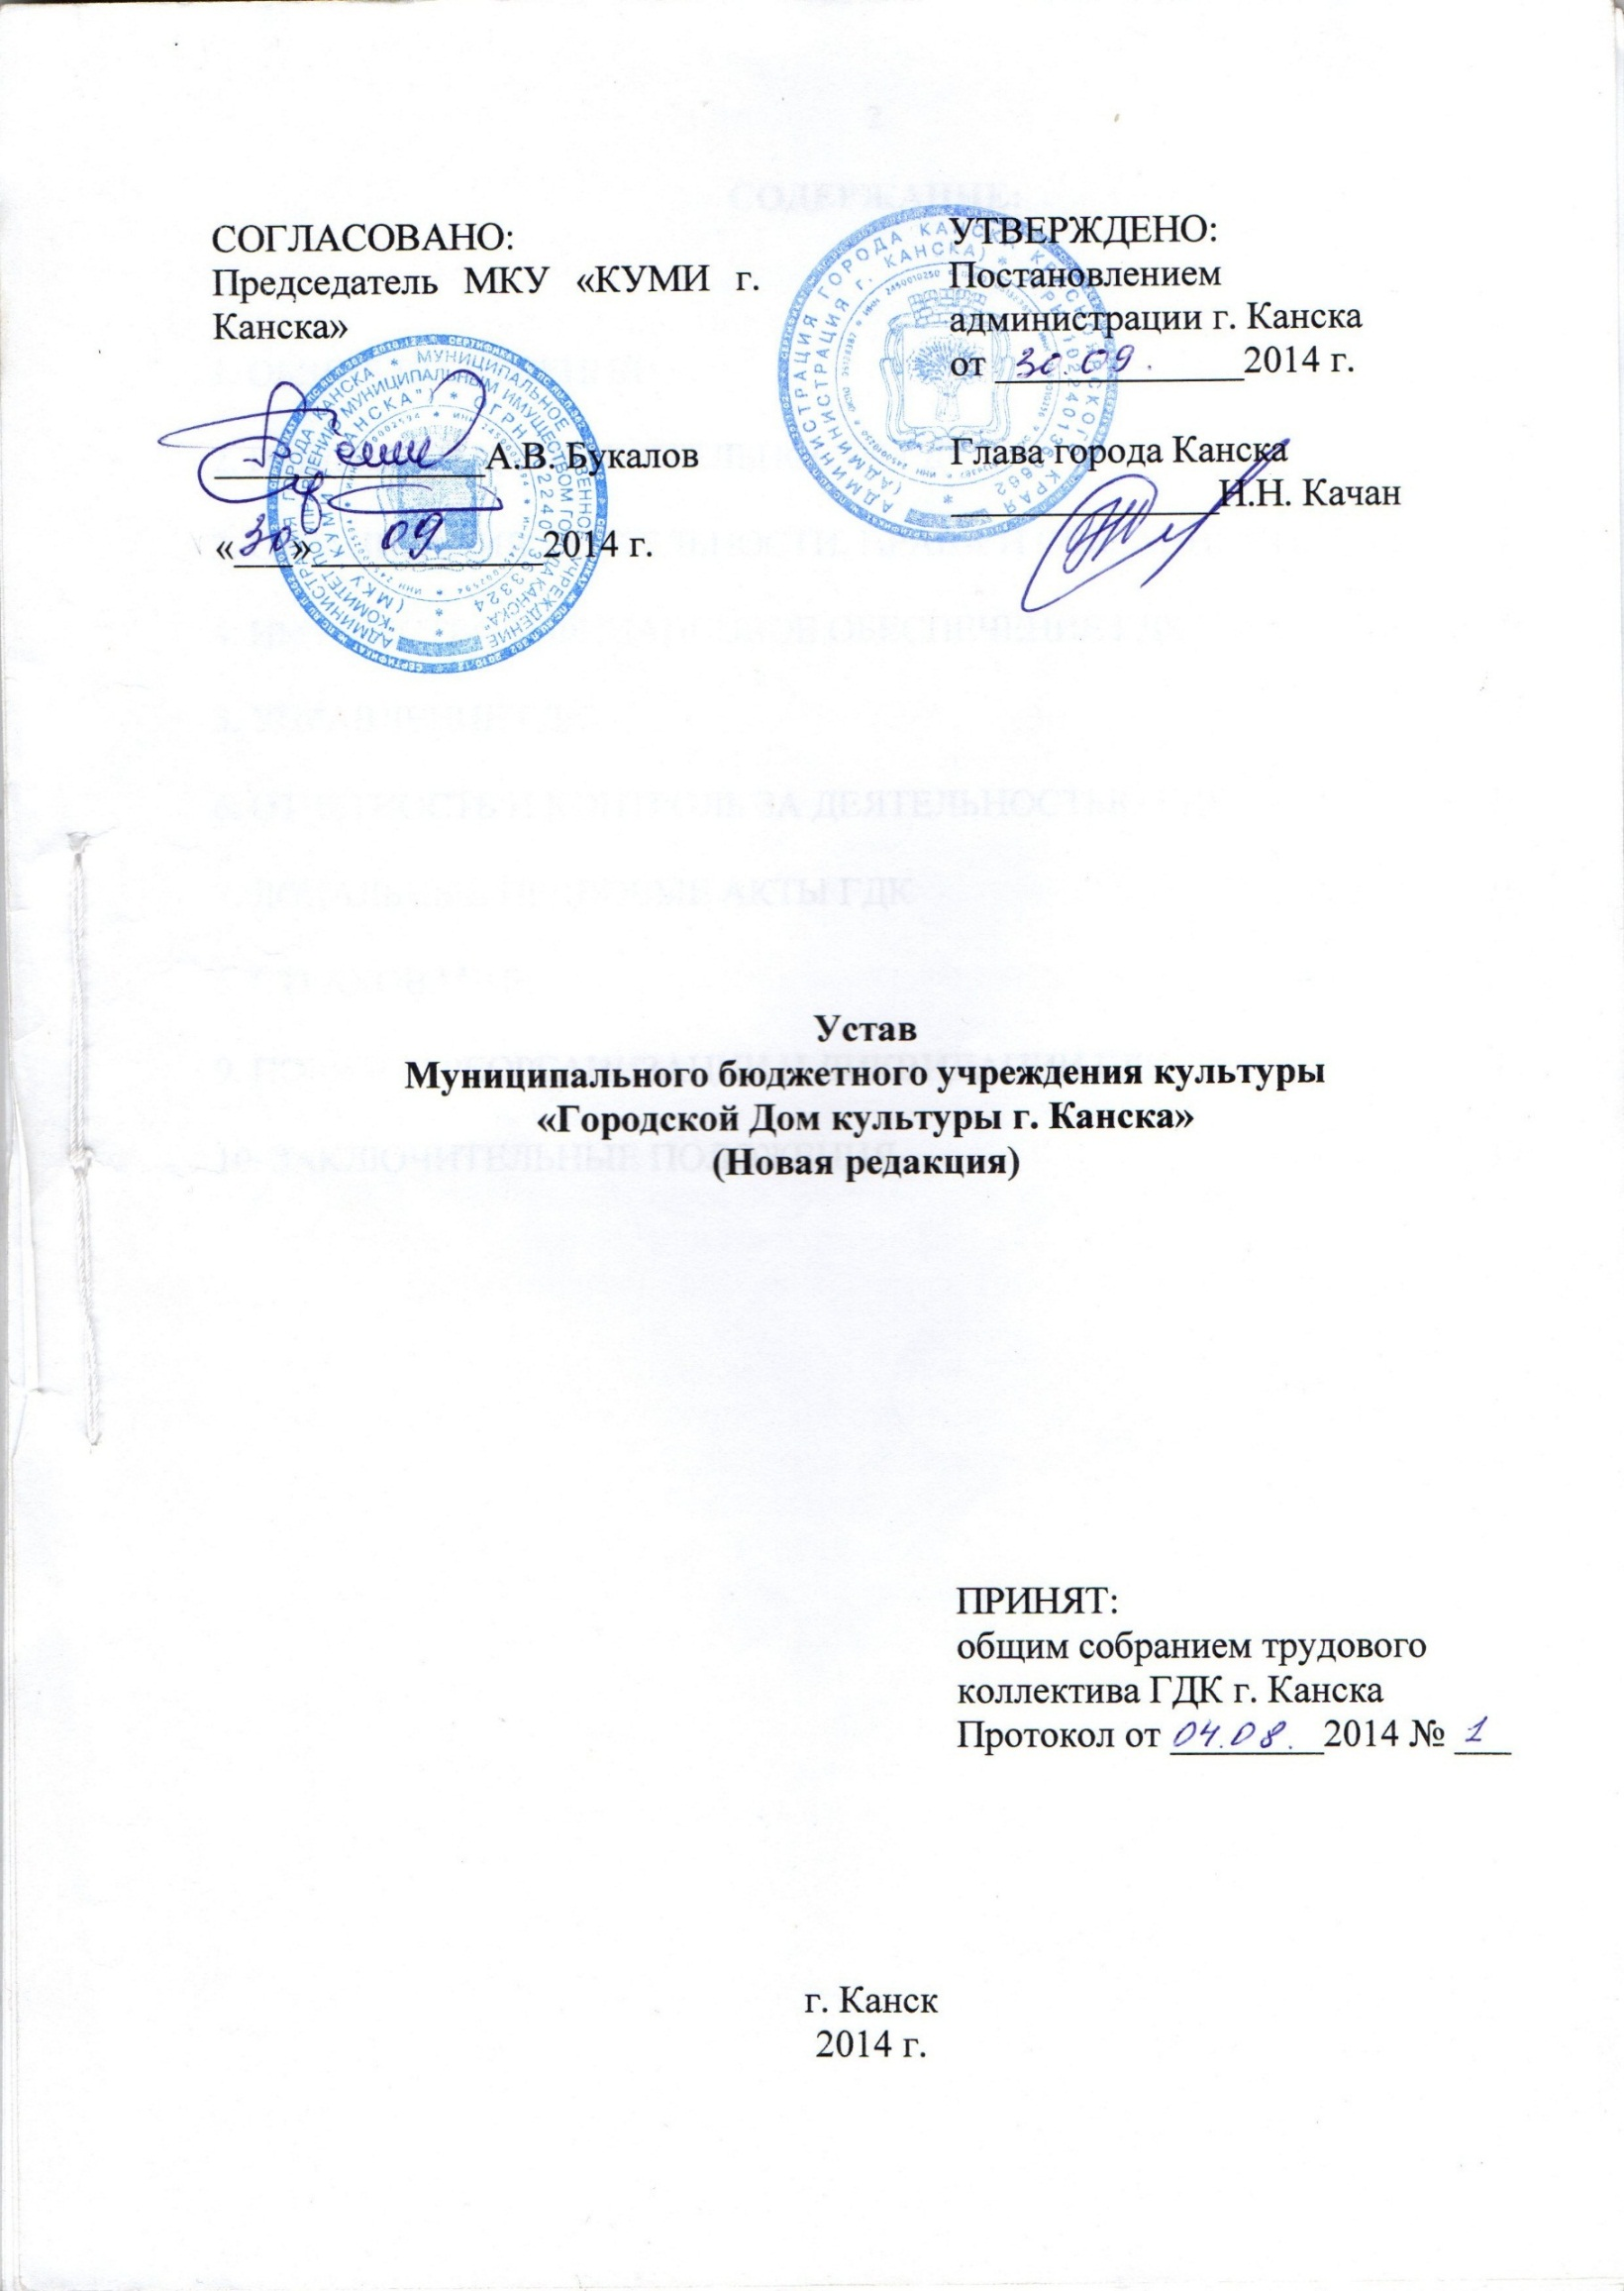 СОГЛАСОВАНО:
Председатель МКУ «КУМИ г.
Канска»
А.В. Букалов
«30» 09 2014 г.
УТВЕРЖДЕНО:
Постановлением
администрации г. Канска
от 30.09. 2014 г.
Глава города Канска
Н.Н. Качан
Устав
Муниципального бюджетного учреждения культуры
«Городской Дом культуры г. Канска»
(Новая редакция)
ПРИНЯТ:
общим собранием трудового
коллектива ГДК г. Канска
Протокол от 04.08. 2014 № 1
г. Канск
2014 г.